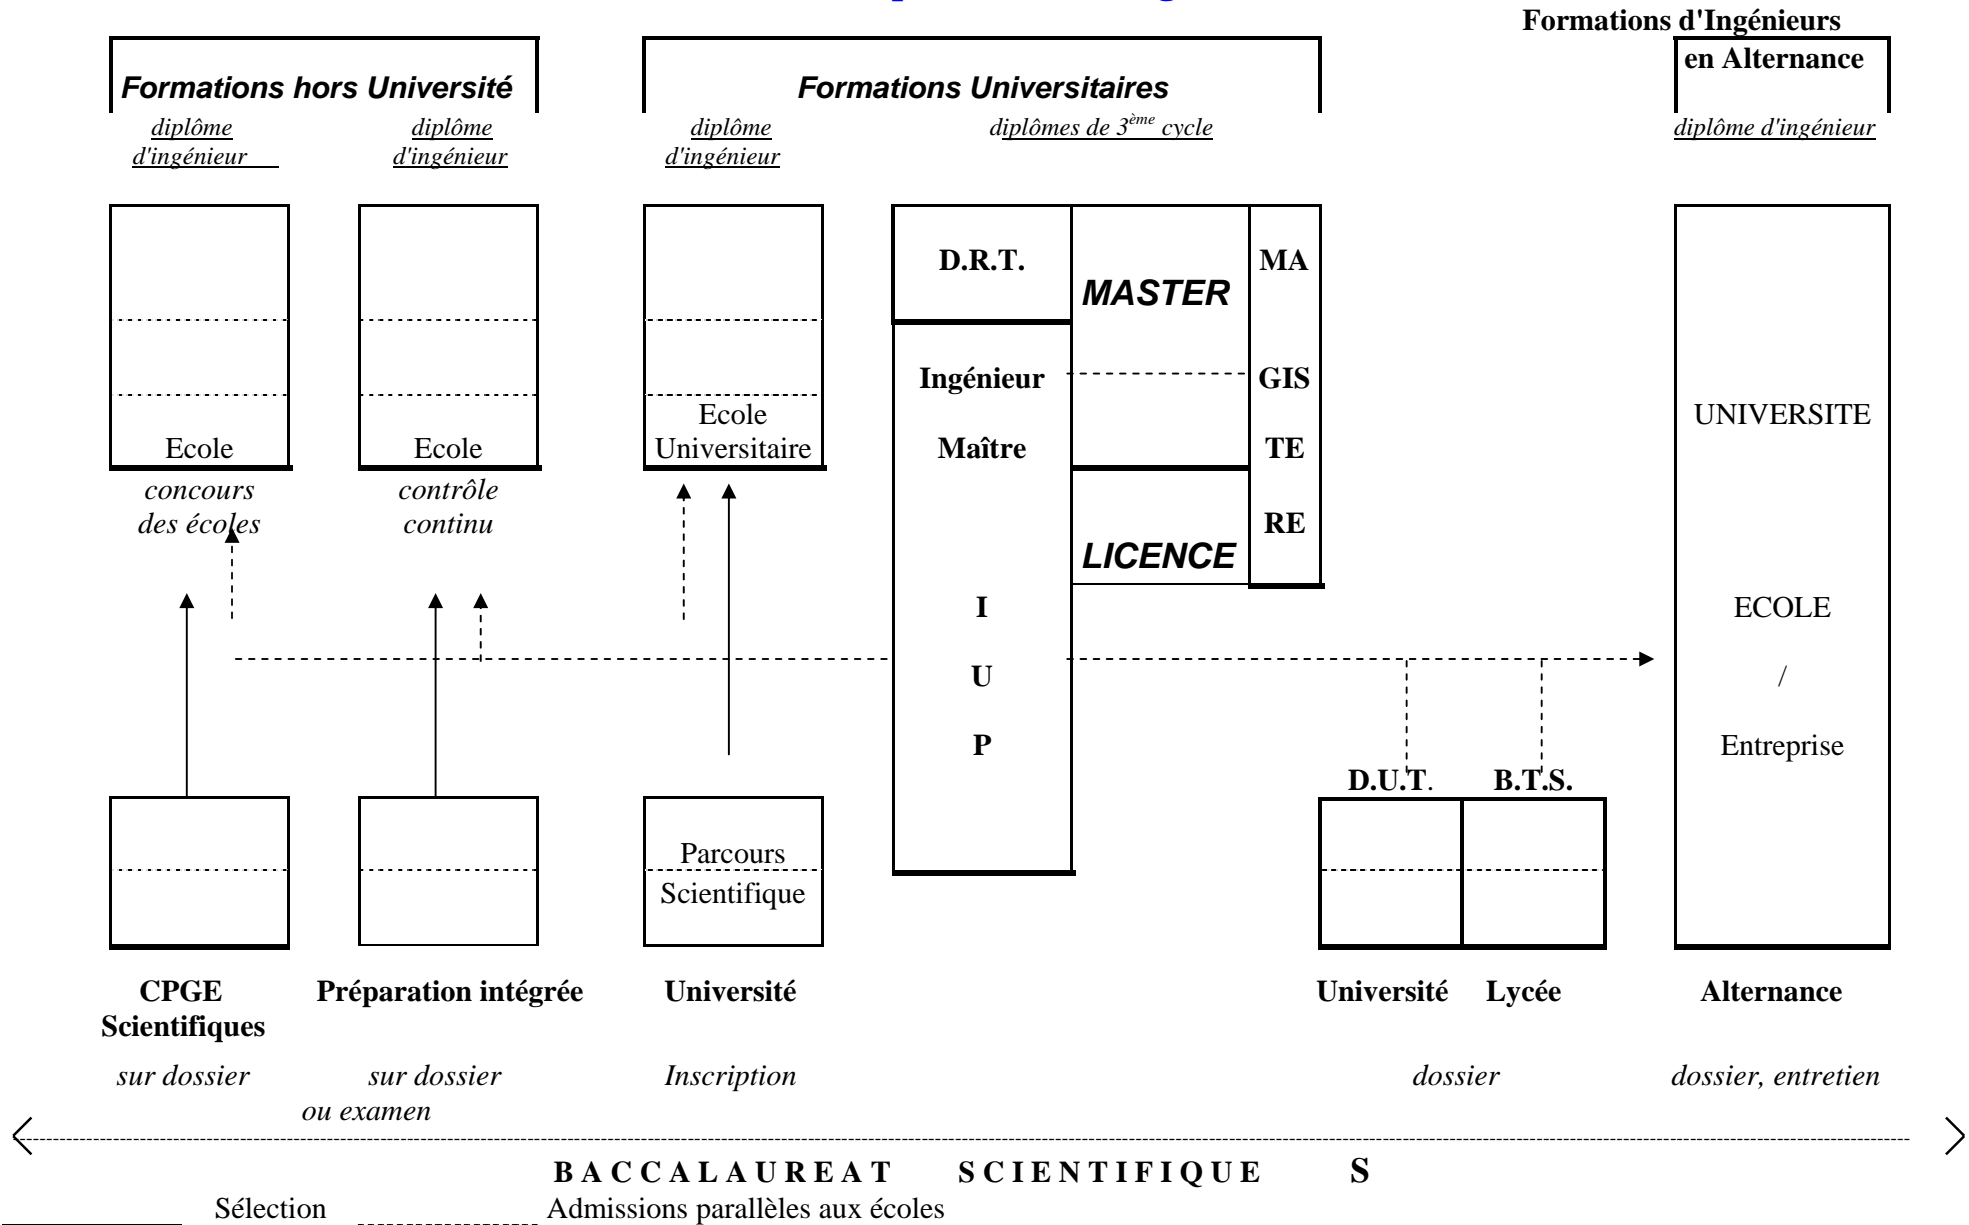 Formations d'Ingénieurs
en Alternance
Formations hors Université
Formations Universitaires
diplôme
d'ingénieur
diplôme
d'ingénieur
diplôme
d'ingénieur
diplômes de 3ème cycle
diplôme d'ingénieur
D.R.T.
MASTER
MA
Ingénieur
GIS
Ecole
Ecole
Ecole
Universitaire
Maître
TE
UNIVERSITE
concours
des écoles
contrôle
continu
RE
LICENCE
I
U
P
ECOLE
/
Entreprise
D.U.T.
B.T.S.
Parcours
Scientifique
CPGE
Scientifiques
Préparation intégrée
Université
Université
Lycée
Alternance
sur dossier
sur dossier
ou examen
Inscription
dossier
dossier, entretien
B A C C A L A U R E A T S C I E N T I F I Q U E S
Sélection
Admissions parallèles aux écoles